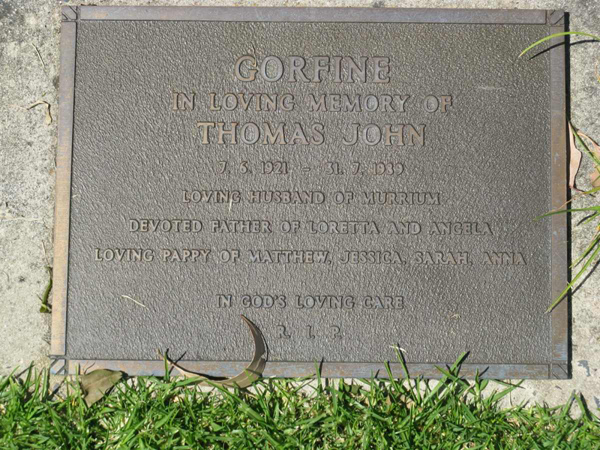 GORFINE
IN LOVING MEMORY OF
THOMAS JOHN
7. 5. 1921 - 31. 7. 1989
LOVING HUSBAND OF MURRIUM
DEVOTED FATHER OF LORETTA AND ANGELA
LOVING PAPPY OF MATTHEW, JESSICA, SARAH, ANNA
IN GOD'S LOVING CARE
R. I. P.